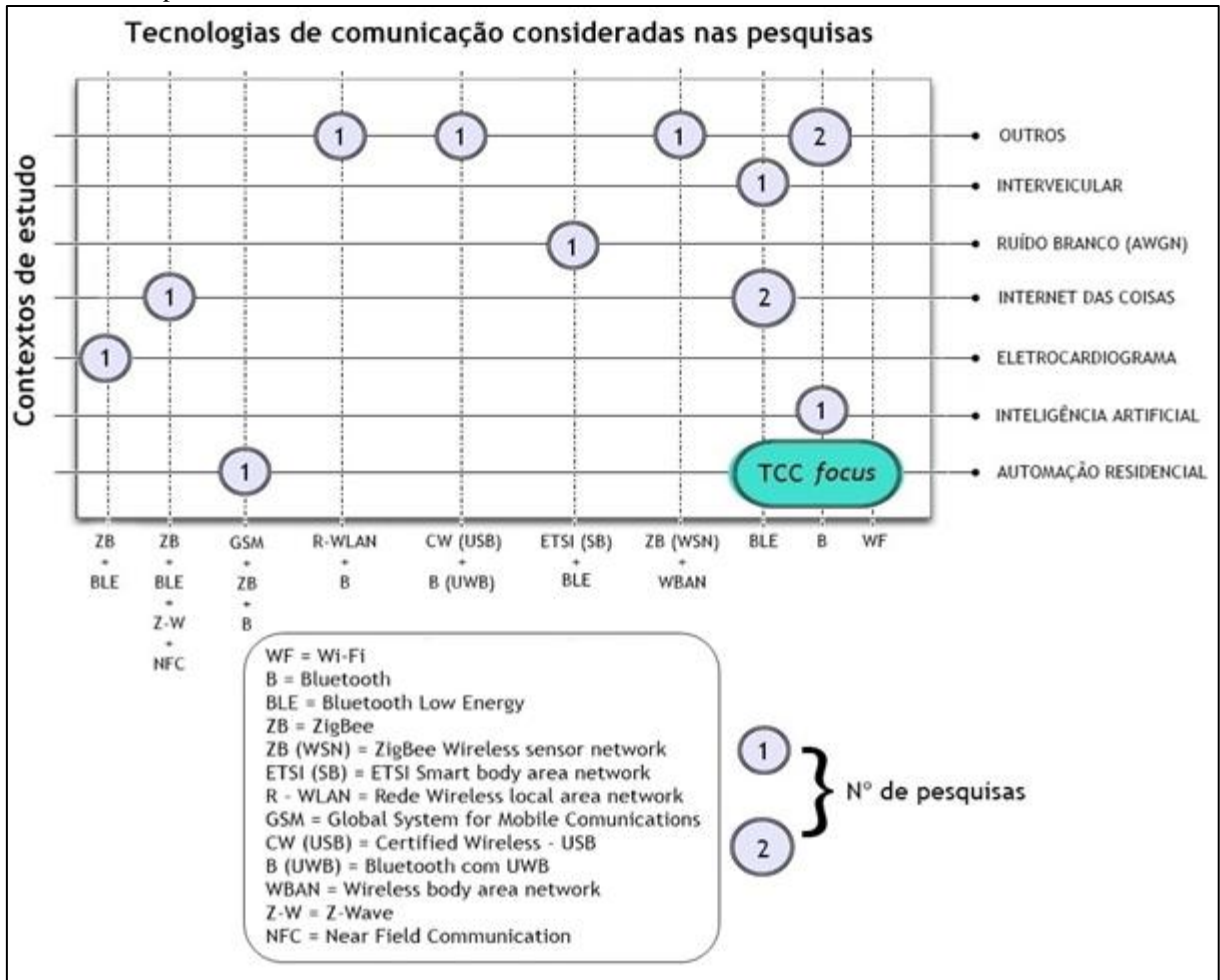 Tecnologias de comunicação consideradas nas pesquisas
Contextos de estudo
1 1 1 2 OUTROS
1 INTERVEICULAR
1 RUÍDO BRANCO (AWGN)
1 2 INTERNET DAS COISAS
1 ELETROCARDIOGRAMA
1 INTELIGÊNCIA ARTIFICIAL
1 TCC focus AUTOMAÇÃO RESIDENCIAL
ZB ZB GSM R-WLAN CW (USB) ETSI (SB) ZB (WSN) BLE B WF
+ + + + + + +
BLE BLE ZB B B (UWB) BLE WBAN
+ +
Z-W B
+
NFC
WF = Wi-Fi
B = Bluetooth
BLE = Bluetooth Low Energy
ZB = ZigBee
ZB (WSN) = ZigBee Wireless sensor network
ETSI (SB) = ETSI Smart body area network
R - WLAN = Rede Wireless local area network
GSM = Global System for Mobile Comunications
CW (USB) = Certified Wireless - USB
B (UWB) = Bluetooth com UWB
WBAN = Wireless body area network
Z-W = Z-Wave
NFC = Near Field Communication
1
} Nº de pesquisas
2